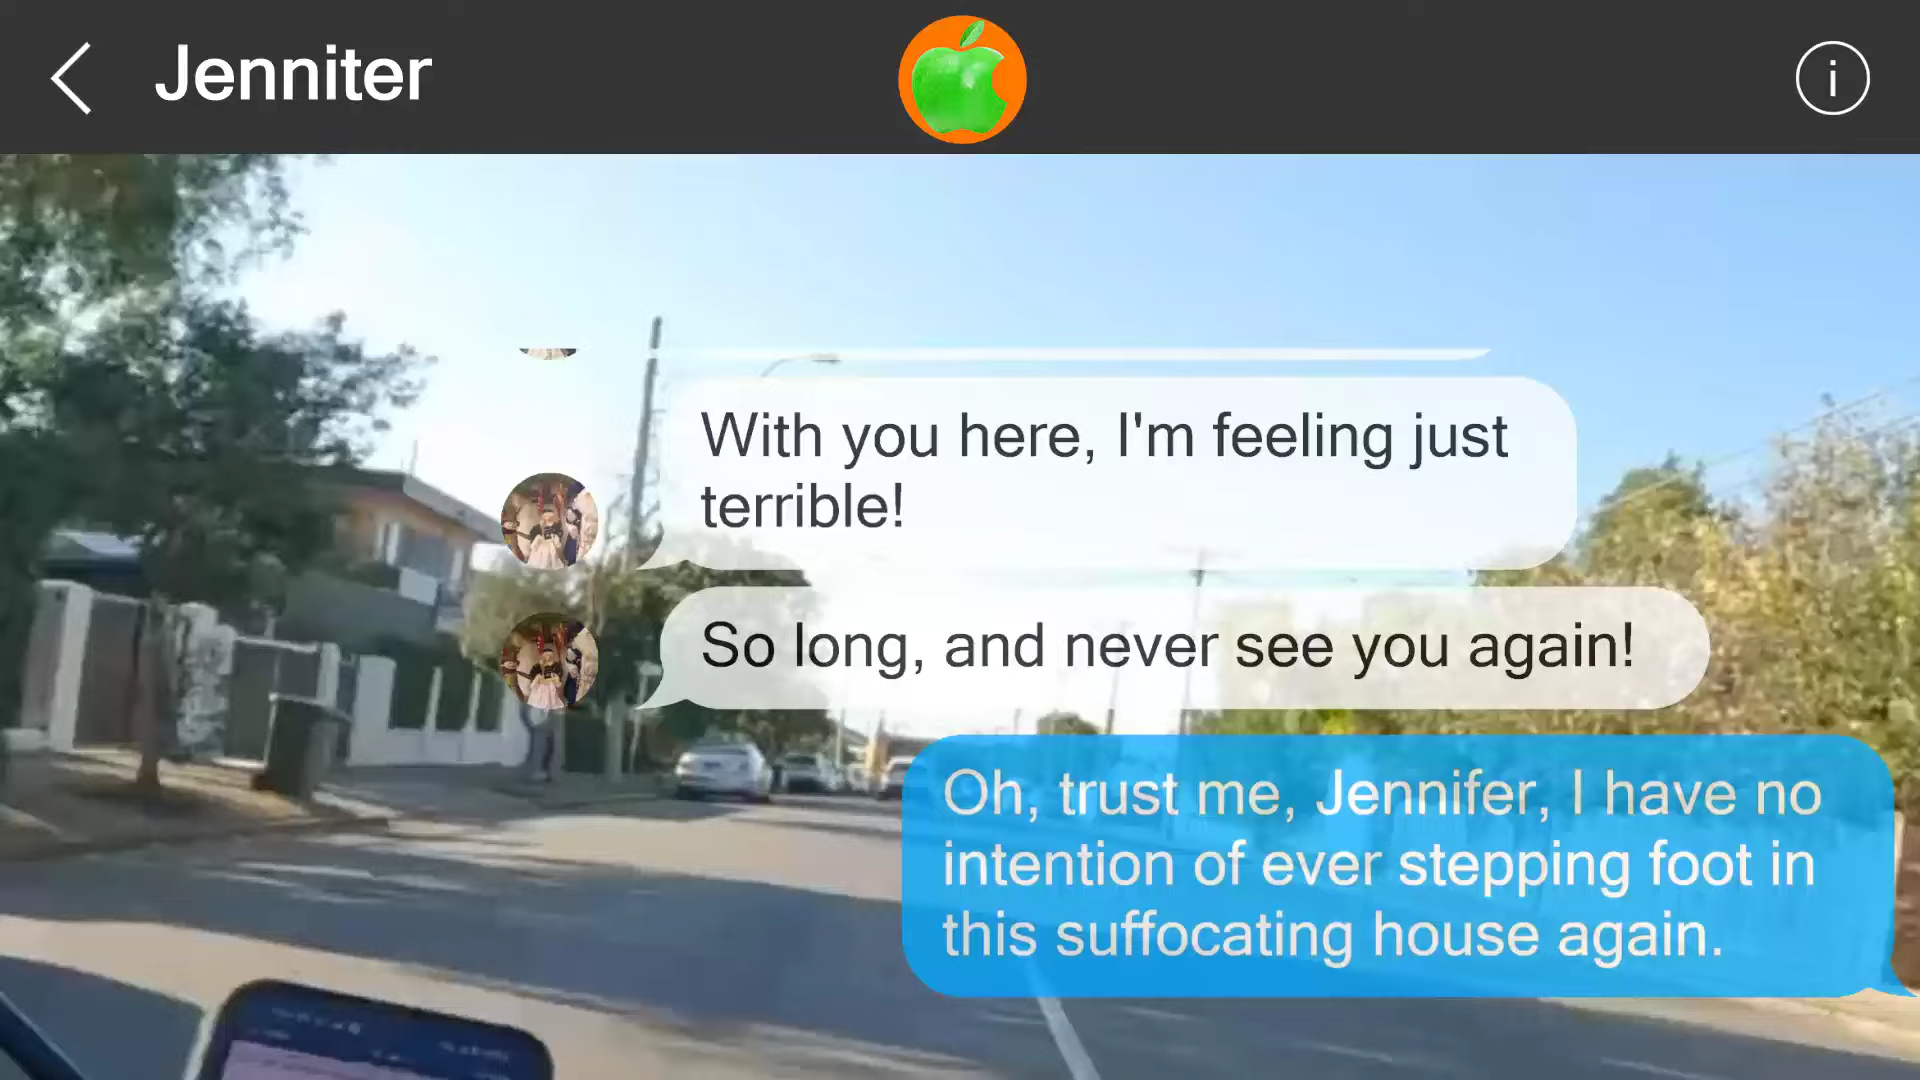 Jenniter
With you here, I'm feeling just
terrible!
So long, and never see you again!
Oh, trust me, Jennifer, I have no
intention of ever stepping foot in
this suffocating house again.